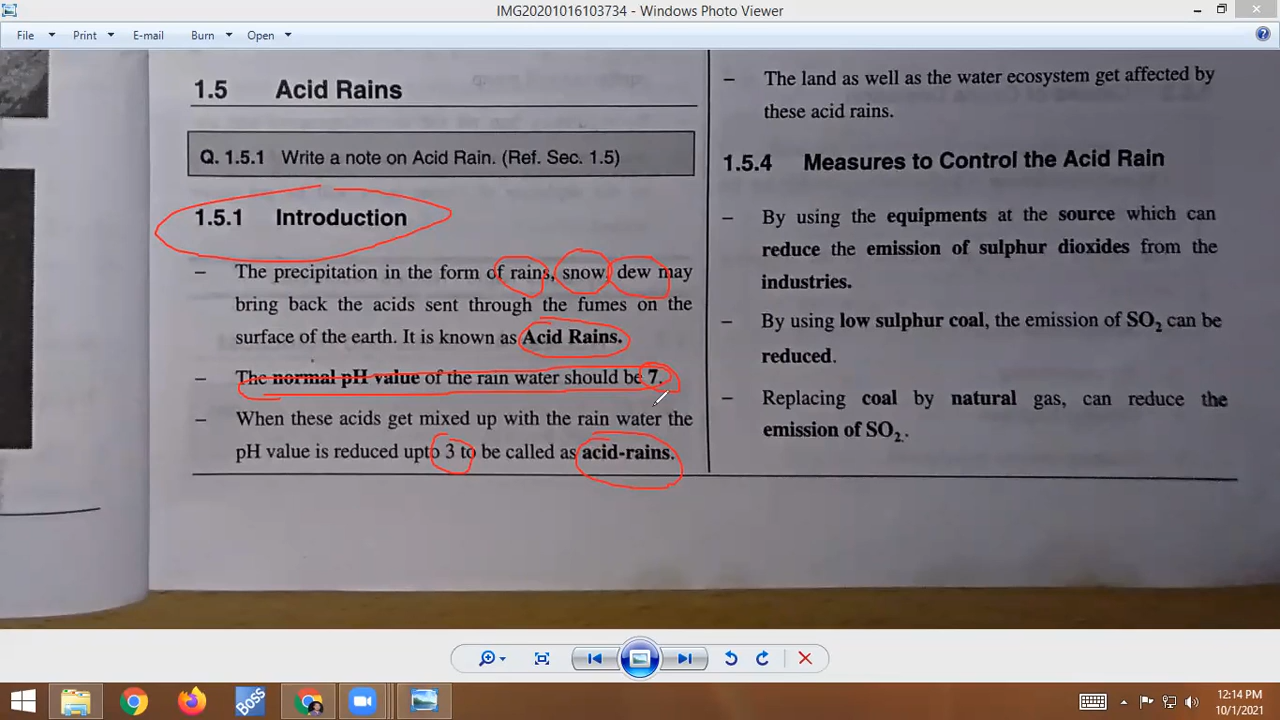 IMG20201016103734 - Windows Photo Viewer
File Print E-mail Burn Open
1.5 Acid Rains
Q. 1.5.1 Write a note on Acid Rain. (Ref. Sec. 1.5)
1.5.1 Introduction
– The precipitation in the form of rains, snow, dew may
bring back the acids sent through the fumes on the
surface of the earth. It is known as Acid Rains.
– The normal pH value of the rain water should be 7.
– When these acids get mixed up with the rain water the
pH value is reduced upto 3 to be called as acid-rains.
– The land as well as the water ecosystem get affected by
these acid rains.
1.5.4 Measures to Control the Acid Rain
– By using the equipments at the source which can
reduce the emission of sulphur dioxides from the
industries.
– By using low sulphur coal, the emission of SO₂ can be
reduced.
– Replacing coal by natural gas, can reduce the
emission of SO₂.
BOSS
12:14 PM
10/1/2021